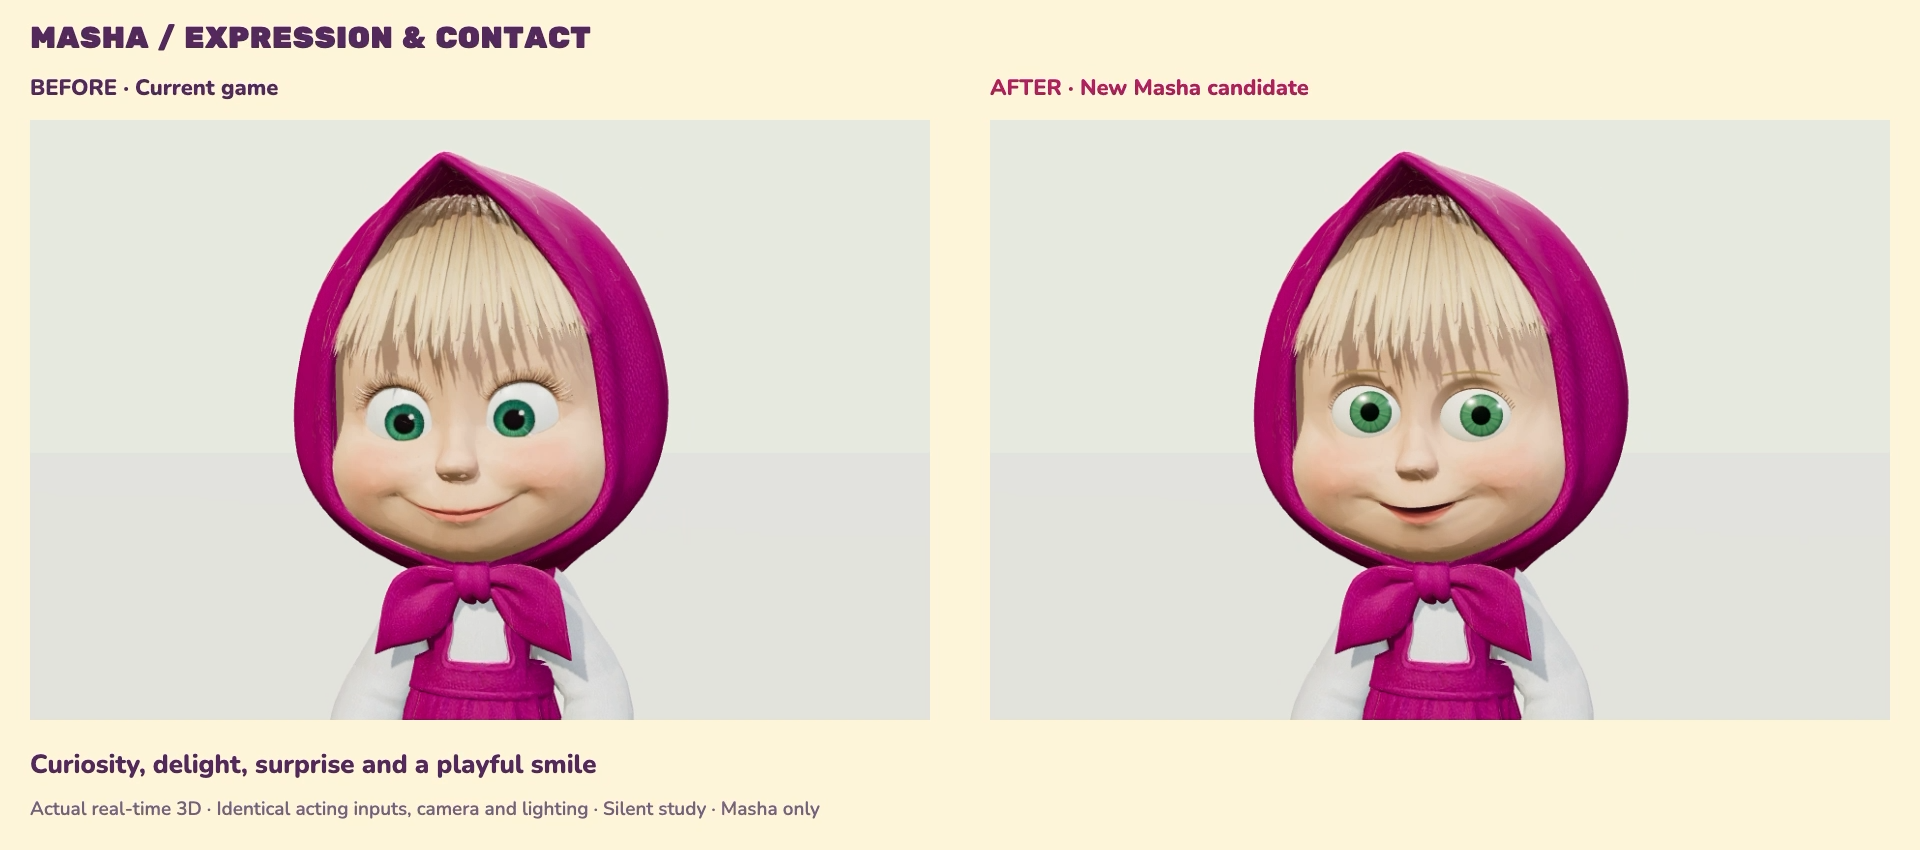 MASHA / EXPRESSION & CONTACT
BEFORE · Current game
AFTER · New Masha candidate
Curiosity, delight, surprise and a playful smile
Actual real-time 3D · Identical acting inputs, camera and lighting · Silent study · Masha only